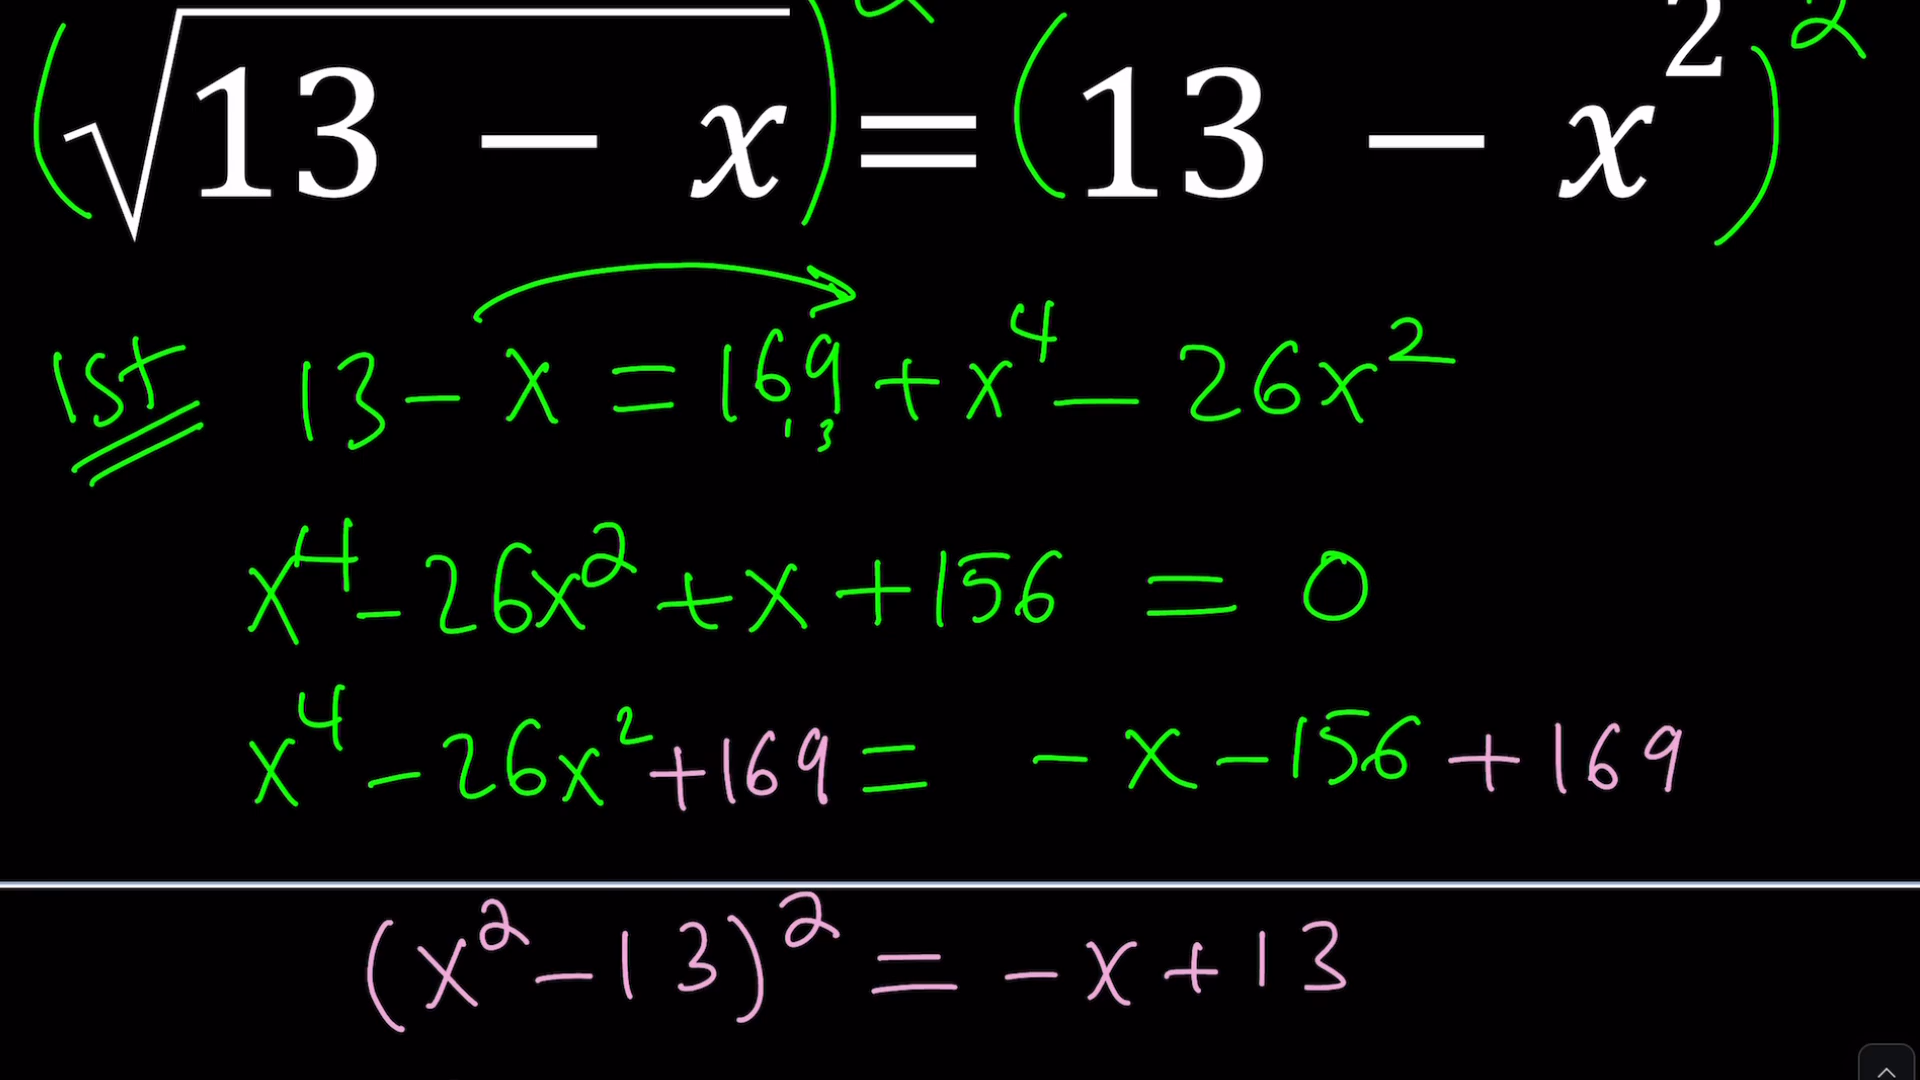 (√(13 − x))² = (13 − x²)²
1st 13 − x = 169 + x⁴ − 26x²
13
x⁴ − 26x² + x + 156 = 0
x⁴ − 26x² + 169 = − x − 156 + 169
(x² − 13)² = − x + 13